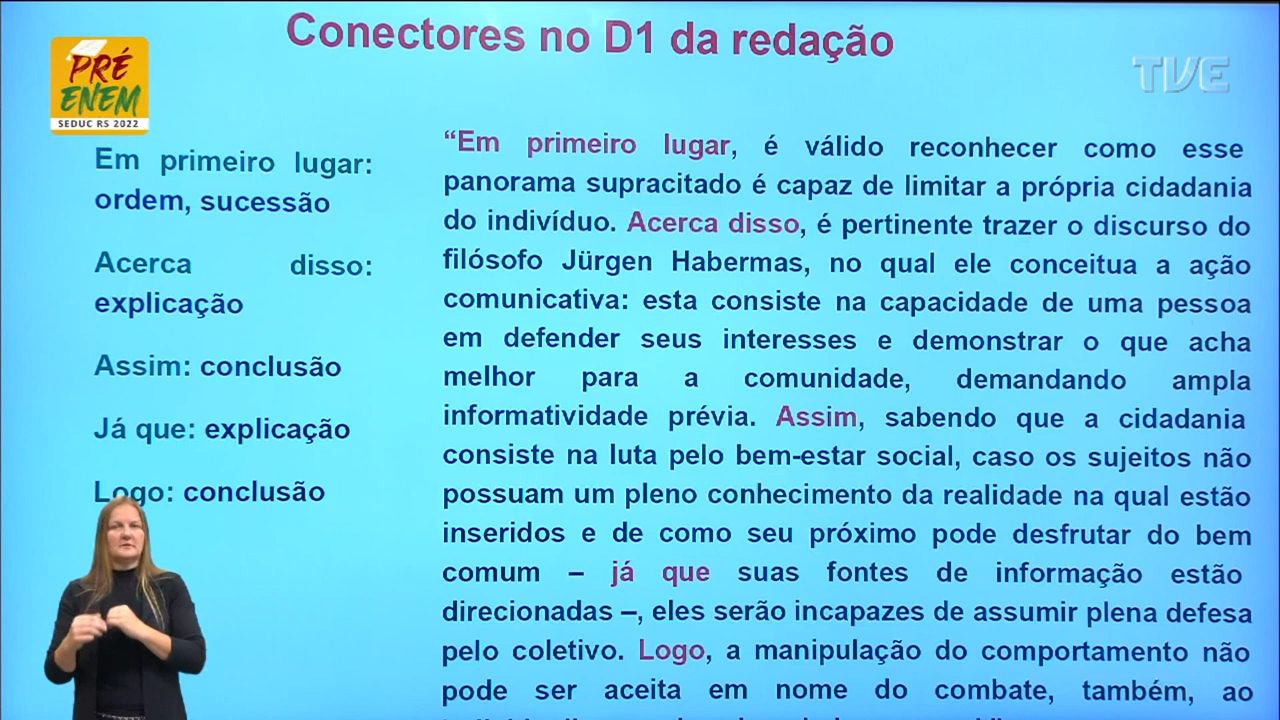 Conectores no D1 da redação
PRÉ
ENEM
SEDUC RS 2022
TVE
Em primeiro lugar:
ordem, sucessão
Acerca disso:
explicação
Assim: conclusão
Já que: explicação
Logo: conclusão
“Em primeiro lugar, é válido reconhecer como esse
panorama supracitado é capaz de limitar a própria cidadania
do indivíduo. Acerca disso, é pertinente trazer o discurso do
filósofo Jürgen Habermas, no qual ele conceitua a ação
comunicativa: esta consiste na capacidade de uma pessoa
em defender seus interesses e demonstrar o que acha
melhor para a comunidade, demandando ampla
informatividade prévia. Assim, sabendo que a cidadania
consiste na luta pelo bem-estar social, caso os sujeitos não
possuam um pleno conhecimento da realidade na qual estão
inseridos e de como seu próximo pode desfrutar do bem
comum – já que suas fontes de informação estão
direcionadas –, eles serão incapazes de assumir plena defesa
pelo coletivo. Logo, a manipulação do comportamento não
pode ser aceita em nome do combate, também, ao